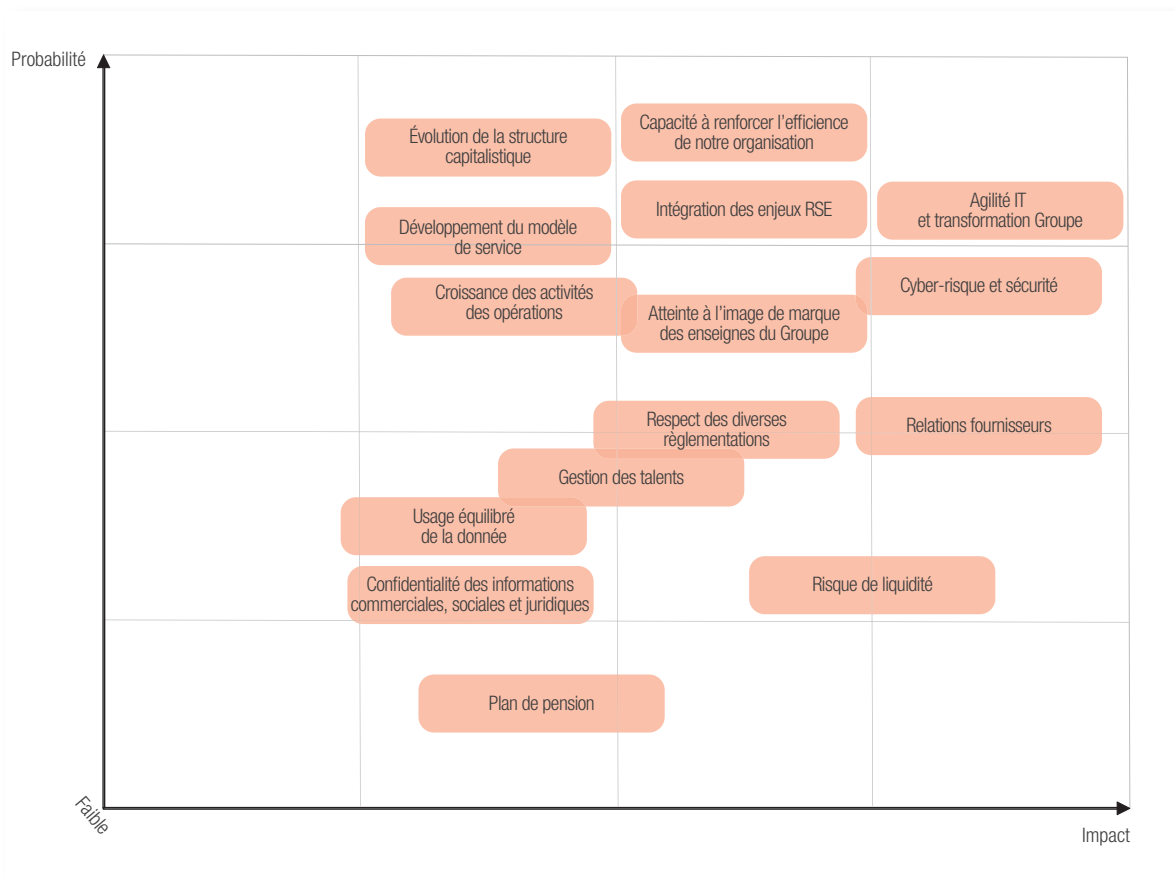 Probabilité
Évolution de la structure
capitalistique
Capacité à renforcer l'efficience
de notre organisation
Intégration des enjeux RSE
Agilité IT
et transformation Groupe
Développement du modèle
de service
Croissance des activités
des opérations
Atteinte à l'image de marque
des enseignes du Groupe
Cyber-risque et sécurité
Respect des diverses
règlementations
Relations fournisseurs
Gestion des talents
Usage équilibré
de la donnée
Confidentialité des informations
commerciales, sociales et juridiques
Risque de liquidité
Plan de pension
Faible
Impact